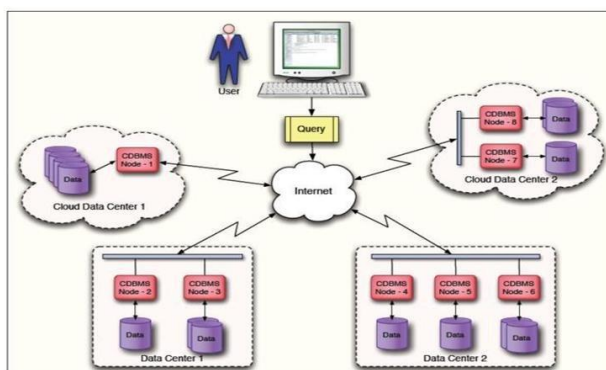 User
Query
Internet
CDBMS
Node - 1
Data
Cloud Data Center 1
CDBMS
Node - 8
Data
CDBMS
Node - 7
Data
Cloud Data Center 2
CDBMS
Node - 2
CDBMS
Node - 3
Data
Data
Data Center 1
CDBMS
Node - 4
CDBMS
Node - 5
CDBMS
Node - 6
Data
Data
Data
Data Center 2